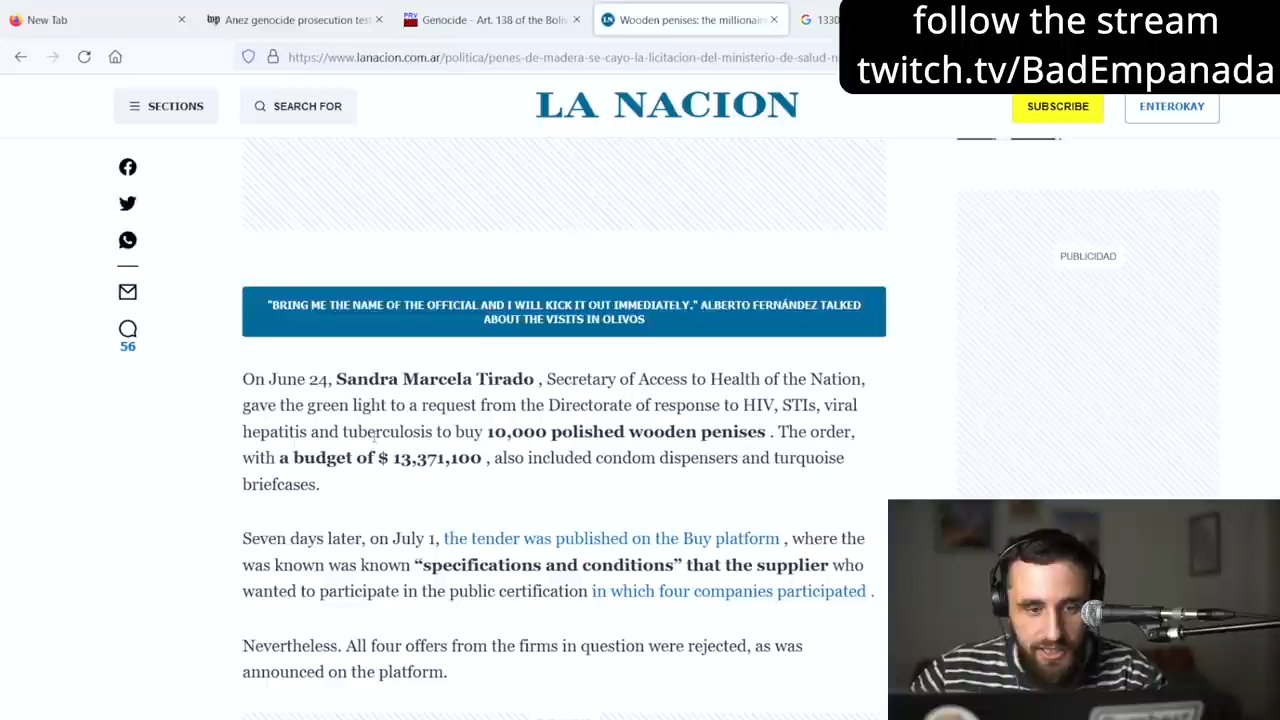 New Tab
Anez genocide prosecution test
Genocide - Art. 138 of the Boliv
Wooden penises: the millionair
1330
follow the stream
twitch.tv/BadEmpanada
https://www.lanacion.com.ar/politica/penes-de-madera-se-cayo-la-licitacion-del-ministerio-de-salud-n
SECTIONS
SEARCH FOR
LA NACION
SUBSCRIBE
ENTEROKAY
PUBLICIDAD
"BRING ME THE NAME OF THE OFFICIAL AND I WILL KICK IT OUT IMMEDIATELY." ALBERTO FERNÁNDEZ TALKED
ABOUT THE VISITS IN OLIVOS
56
On June 24, Sandra Marcela Tirado , Secretary of Access to Health of the Nation,
gave the green light to a request from the Directorate of response to HIV, STIs, viral
hepatitis and tuberculosis to buy 10,000 polished wooden penises . The order,
with a budget of $ 13,371,100 , also included condom dispensers and turquoise
briefcases.
Seven days later, on July 1, the tender was published on the Buy platform , where the
was known was known “specifications and conditions” that the supplier who
wanted to participate in the public certification in which four companies participated .
Nevertheless. All four offers from the firms in question were rejected, as was
announced on the platform.